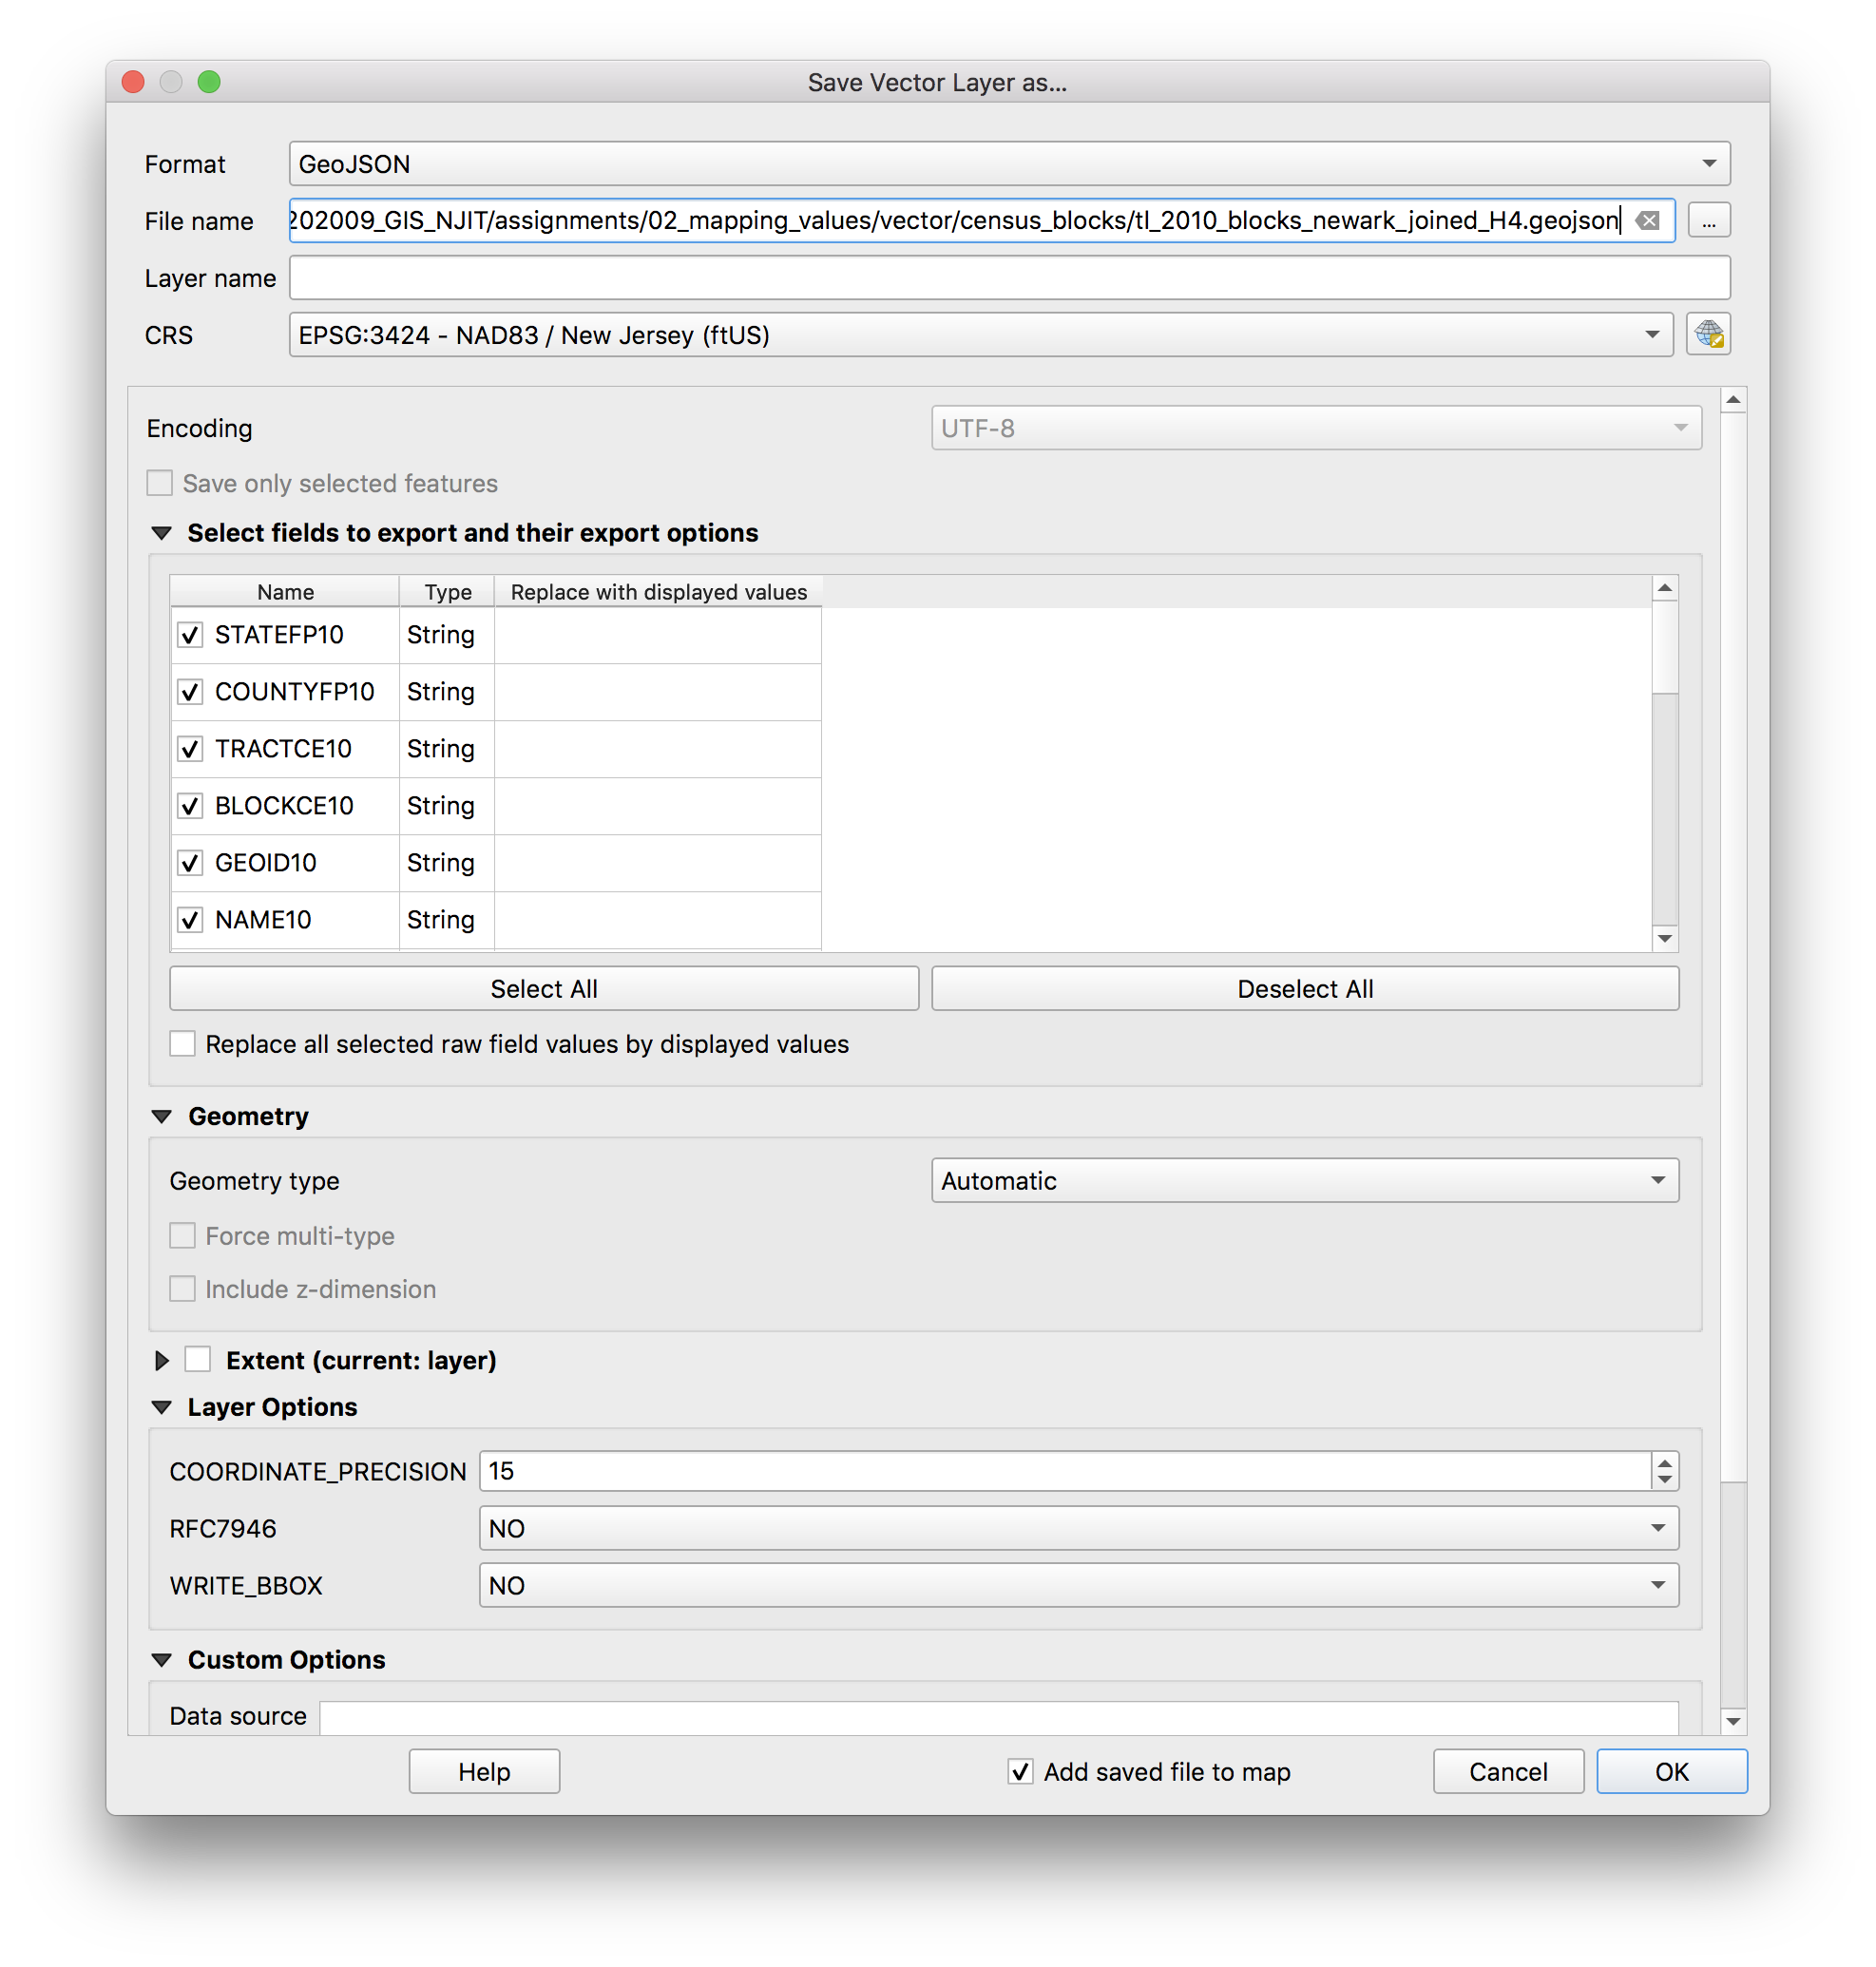 Save Vector Layer as...
Format GeoJSON
File name 202009_GIS_NJIT/assignments/02_mapping_values/vector/census_blocks/tl_2010_blocks_newark_joined_H4.geojson ...
Layer name
CRS EPSG:3424 - NAD83 / New Jersey (ftUS)
Encoding UTF-8
Save only selected features
Select fields to export and their export options
Name Type Replace with displayed values
STATEFP10 String
COUNTYFP10 String
TRACTCE10 String
BLOCKCE10 String
GEOID10 String
NAME10 String
Select All Deselect All
Replace all selected raw field values by displayed values
Geometry
Geometry type Automatic
Force multi-type
Include z-dimension
Extent (current: layer)
Layer Options
COORDINATE_PRECISION 15
RFC7946 NO
WRITE_BBOX NO
Custom Options
Data source
Help Add saved file to map Cancel OK